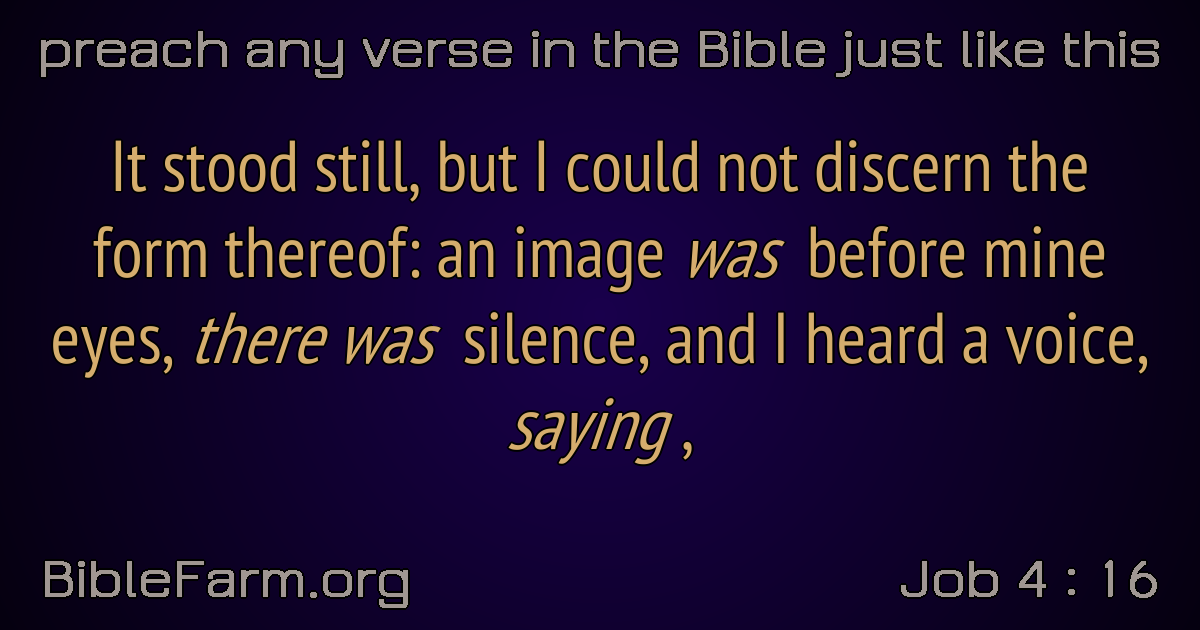 preach any verse in the Bible just like this
It stood still, but I could not discern the
form thereof: an image was before mine
eyes, there was silence, and I heard a voice,
saying ,
BibleFarm.org
Job 4 : 16